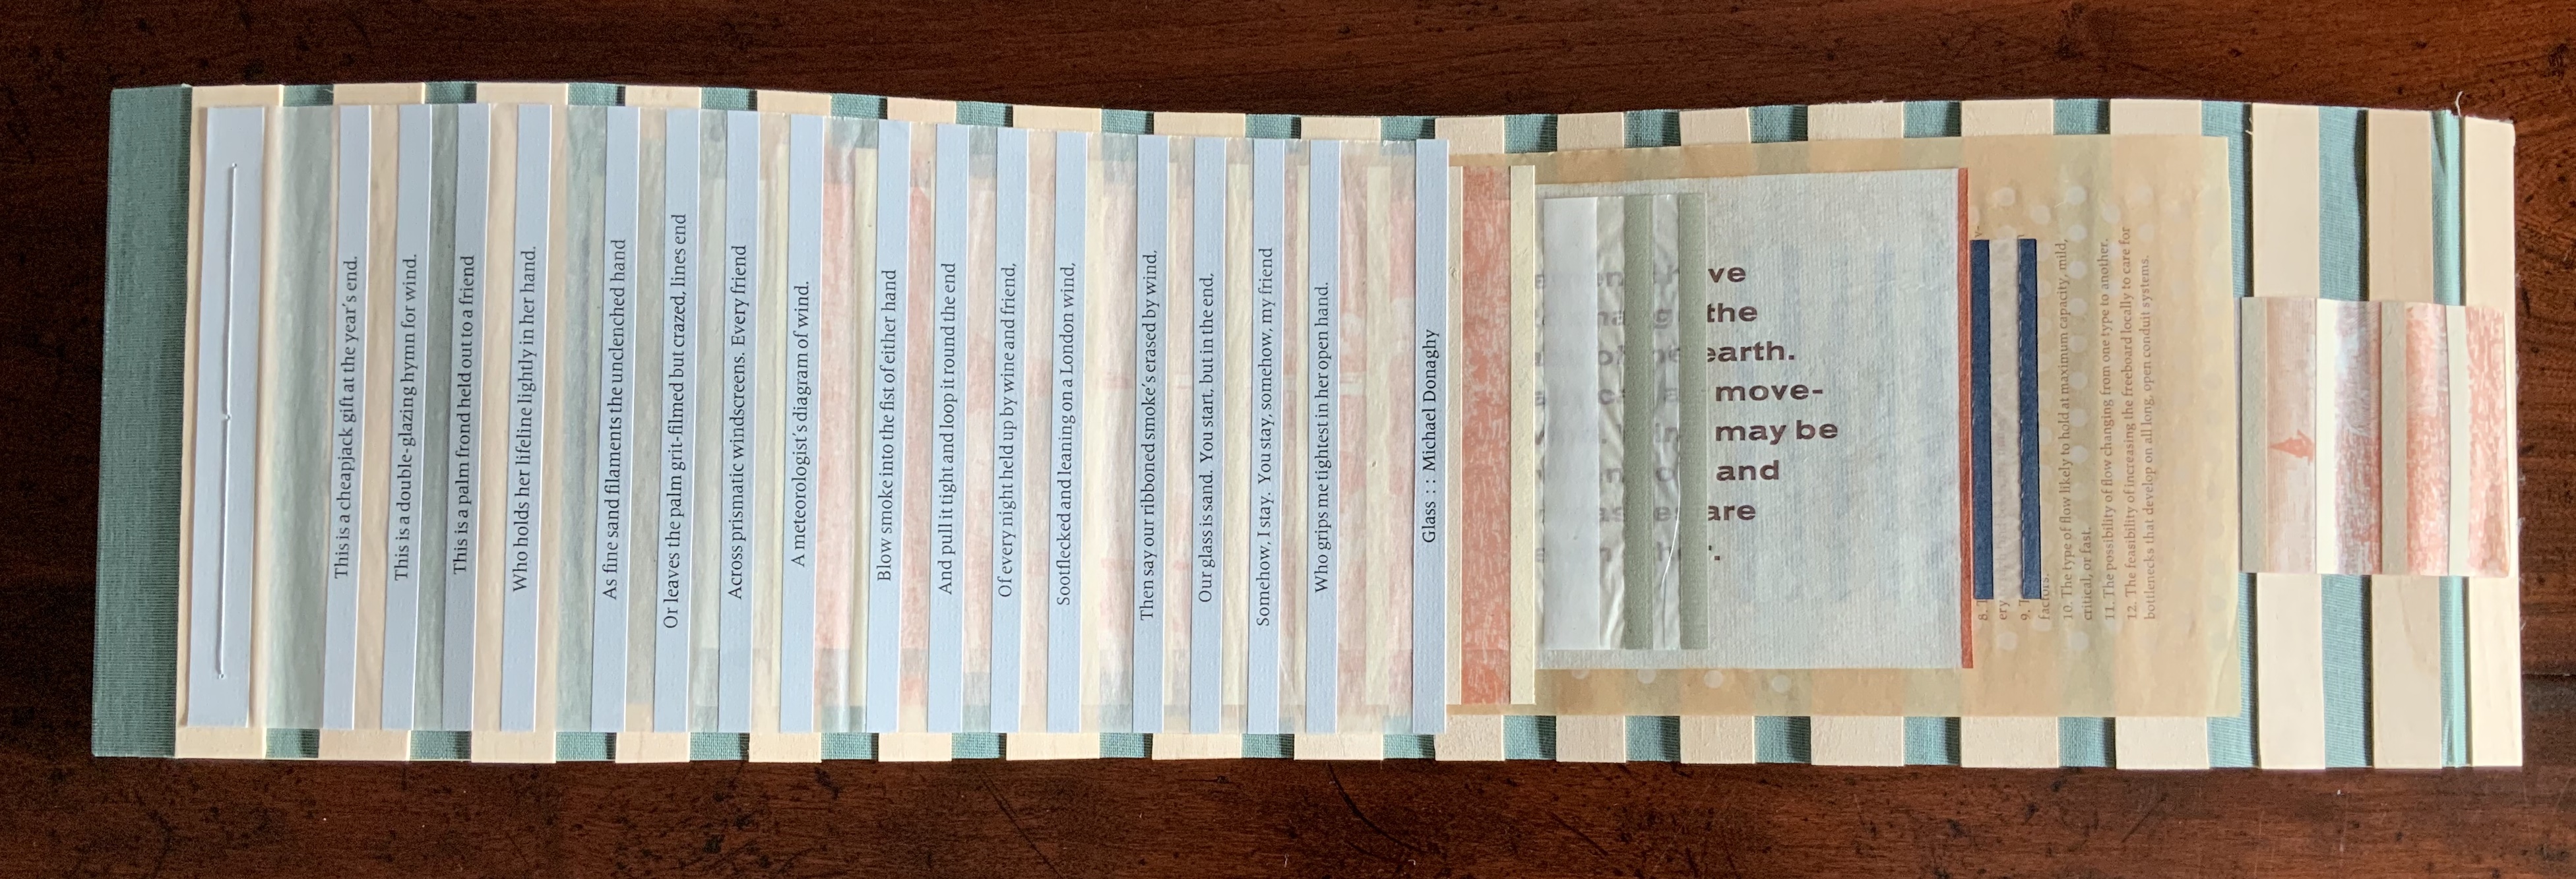 This is a cheapjack gift at the year's end.
This is a double-glazing hymn for wind.
This is a palm frond held out to a friend
Who holds her lifeline lightly in her hand.
As fine sand filaments the unclenched hand
Or leaves the palm grit-filmed but crazed, lines end
Across prismatic windscreens. Every friend
A meteorologist's diagram of wind.
Blow smoke into the fist of either hand
And pull it tight and loop it round the end
Of every night held up by wine and friend,
Sootflecked and leaning on a London wind,
Then say our ribboned smoke's erased by wind.
Our glass is sand. You start, but in the end.
Somehow, I stay. You stay, somehow, my friend
Who grips me tightest in her open hand.
Glass : : Michael Donaghy
ve
the
earth.
move-
may be
and
are
8.
ery
9.
factors.
10. The type of flow likely to hold at maximum capacity, mild,
critical, or fast.
11. The possibility of flow changing from one type to another.
12. The feasibility of increasing the freeboard locally to care for
bottlenecks that develop on all long, open conduit systems.